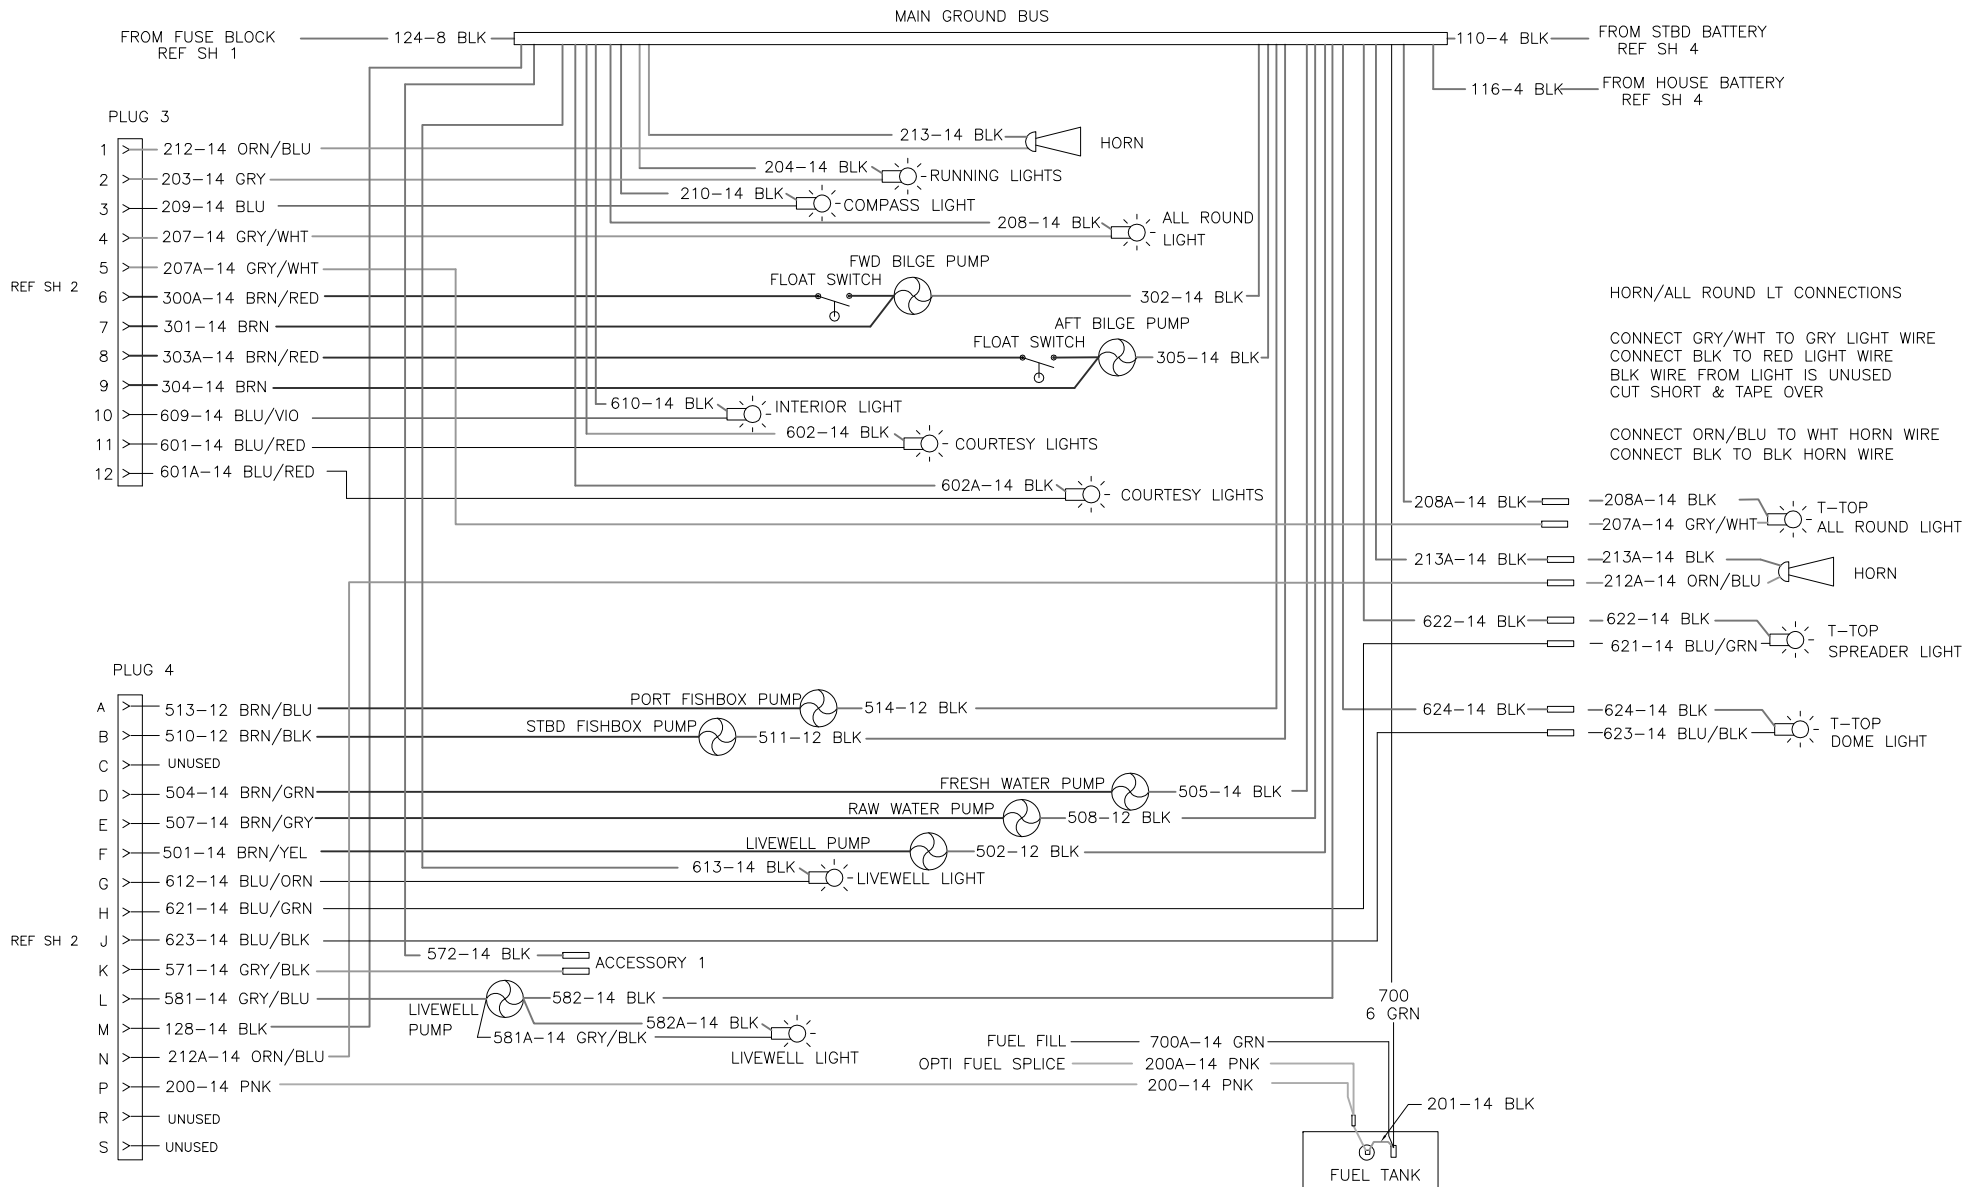 MAIN GROUND BUS
FROM FUSE BLOCK
REF SH 1
124-8 BLK
110-4 BLK
FROM STBD BATTERY
REF SH 4
116-4 BLK
FROM HOUSE BATTERY
REF SH 4
PLUG 3
REF SH 2
1 212-14 ORN/BLU
2 203-14 GRY
3 209-14 BLU
4 207-14 GRY/WHT
5 207A-14 GRY/WHT
6 300A-14 BRN/RED
7 301-14 BRN
8 303A-14 BRN/RED
9 304-14 BRN
10 609-14 BLU/VIO
11 601-14 BLU/RED
12 601A-14 BLU/RED
213-14 BLK
HORN
204-14 BLK
RUNNING LIGHTS
210-14 BLK
COMPASS LIGHT
208-14 BLK
ALL ROUND
LIGHT
FWD BILGE PUMP
FLOAT SWITCH
302-14 BLK
AFT BILGE PUMP
FLOAT SWITCH
305-14 BLK
610-14 BLK
INTERIOR LIGHT
602-14 BLK
COURTESY LIGHTS
602A-14 BLK
COURTESY LIGHTS
HORN/ALL ROUND LT CONNECTIONS
CONNECT GRY/WHT TO GRY LIGHT WIRE
CONNECT BLK TO RED LIGHT WIRE
BLK WIRE FROM LIGHT IS UNUSED
CUT SHORT & TAPE OVER
CONNECT ORN/BLU TO WHT HORN WIRE
CONNECT BLK TO BLK HORN WIRE
208A-14 BLK
208A-14 BLK
207A-14 GRY/WHT
T-TOP
ALL ROUND LIGHT
213A-14 BLK
213A-14 BLK
212A-14 ORN/BLU
HORN
622-14 BLK
622-14 BLK
621-14 BLU/GRN
T-TOP
SPREADER LIGHT
624-14 BLK
624-14 BLK
623-14 BLU/BLK
T-TOP
DOME LIGHT
PLUG 4
REF SH 2
A 513-12 BRN/BLU
B 510-12 BRN/BLK
C UNUSED
D 504-14 BRN/GRN
E 507-14 BRN/GRY
F 501-14 BRN/YEL
G 612-14 BLU/ORN
H 621-14 BLU/GRN
J 623-14 BLU/BLK
K 571-14 GRY/BLK
L 581-14 GRY/BLU
M 128-14 BLK
N 212A-14 ORN/BLU
P 200-14 PNK
R UNUSED
S UNUSED
PORT FISHBOX PUMP
514-12 BLK
STBD FISHBOX PUMP
511-12 BLK
FRESH WATER PUMP
505-14 BLK
RAW WATER PUMP
508-12 BLK
LIVEWELL PUMP
502-12 BLK
613-14 BLK
LIVEWELL LIGHT
572-14 BLK
ACCESSORY 1
LIVEWELL
PUMP
582-14 BLK
582A-14 BLK
581A-14 GRY/BLK
LIVEWELL LIGHT
700
6 GRN
FUEL FILL
700A-14 GRN
OPTI FUEL SPLICE
200A-14 PNK
200-14 PNK
201-14 BLK
FUEL TANK